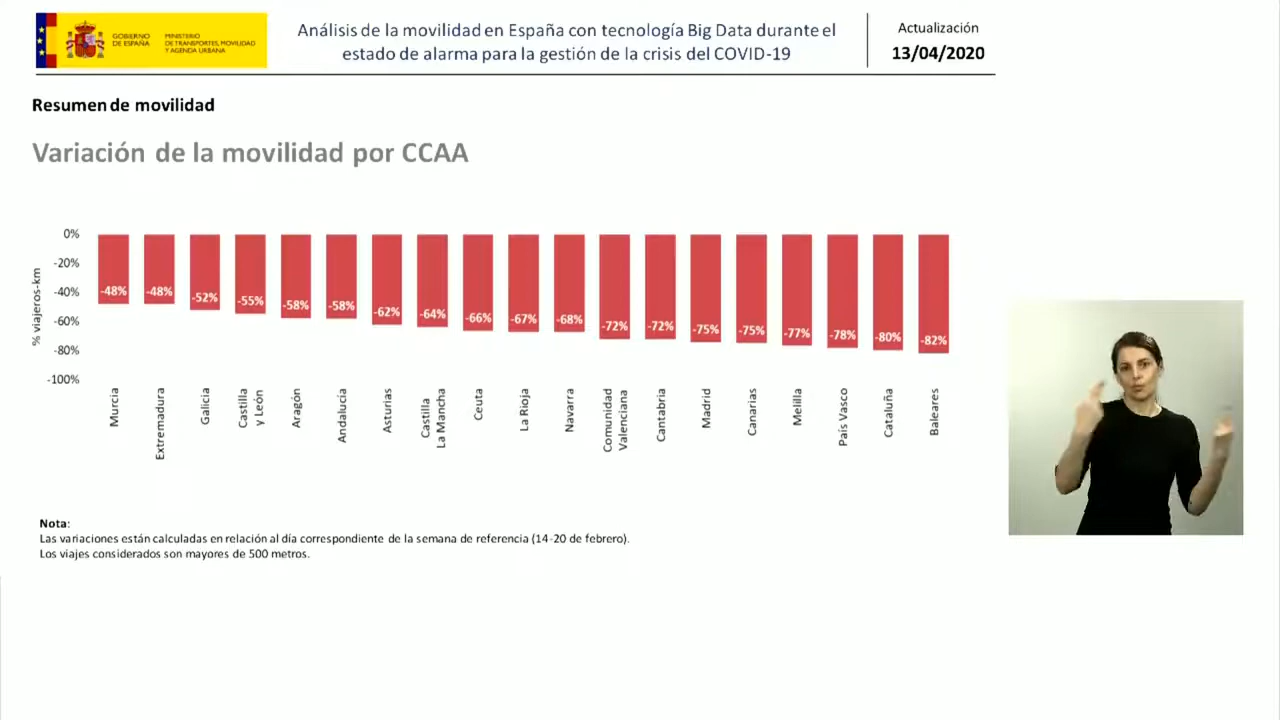 GOBIERNO
DE ESPAÑA
MINISTERIO
DE TRANSPORTES, MOVILIDAD
Y AGENDA URBANA
Análisis de la movilidad en España con tecnología Big Data durante el
estado de alarma para la gestión de la crisis del COVID-19
Actualización
13/04/2020
Resumen de movilidad
Variación de la movilidad por CCAA
% viajeros-km
0%
-20%
-40%
-60%
-80%
-100%
-48%
-48%
-52%
-55%
-58%
-58%
-62%
-64%
-66%
-67%
-68%
-72%
-72%
-75%
-75%
-77%
-78%
-80%
-82%
Murcia
Extremadura
Galicia
Castilla
y León
Aragón
Andalucía
Asturias
Castilla
La Mancha
Ceuta
La Rioja
Navarra
Comunidad
Valenciana
Cantabria
Madrid
Canarias
Melilla
País Vasco
Cataluña
Baleares
Nota:
Las variaciones están calculadas en relación al día correspondiente de la semana de referencia (14-20 de febrero).
Los viajes considerados son mayores de 500 metros.